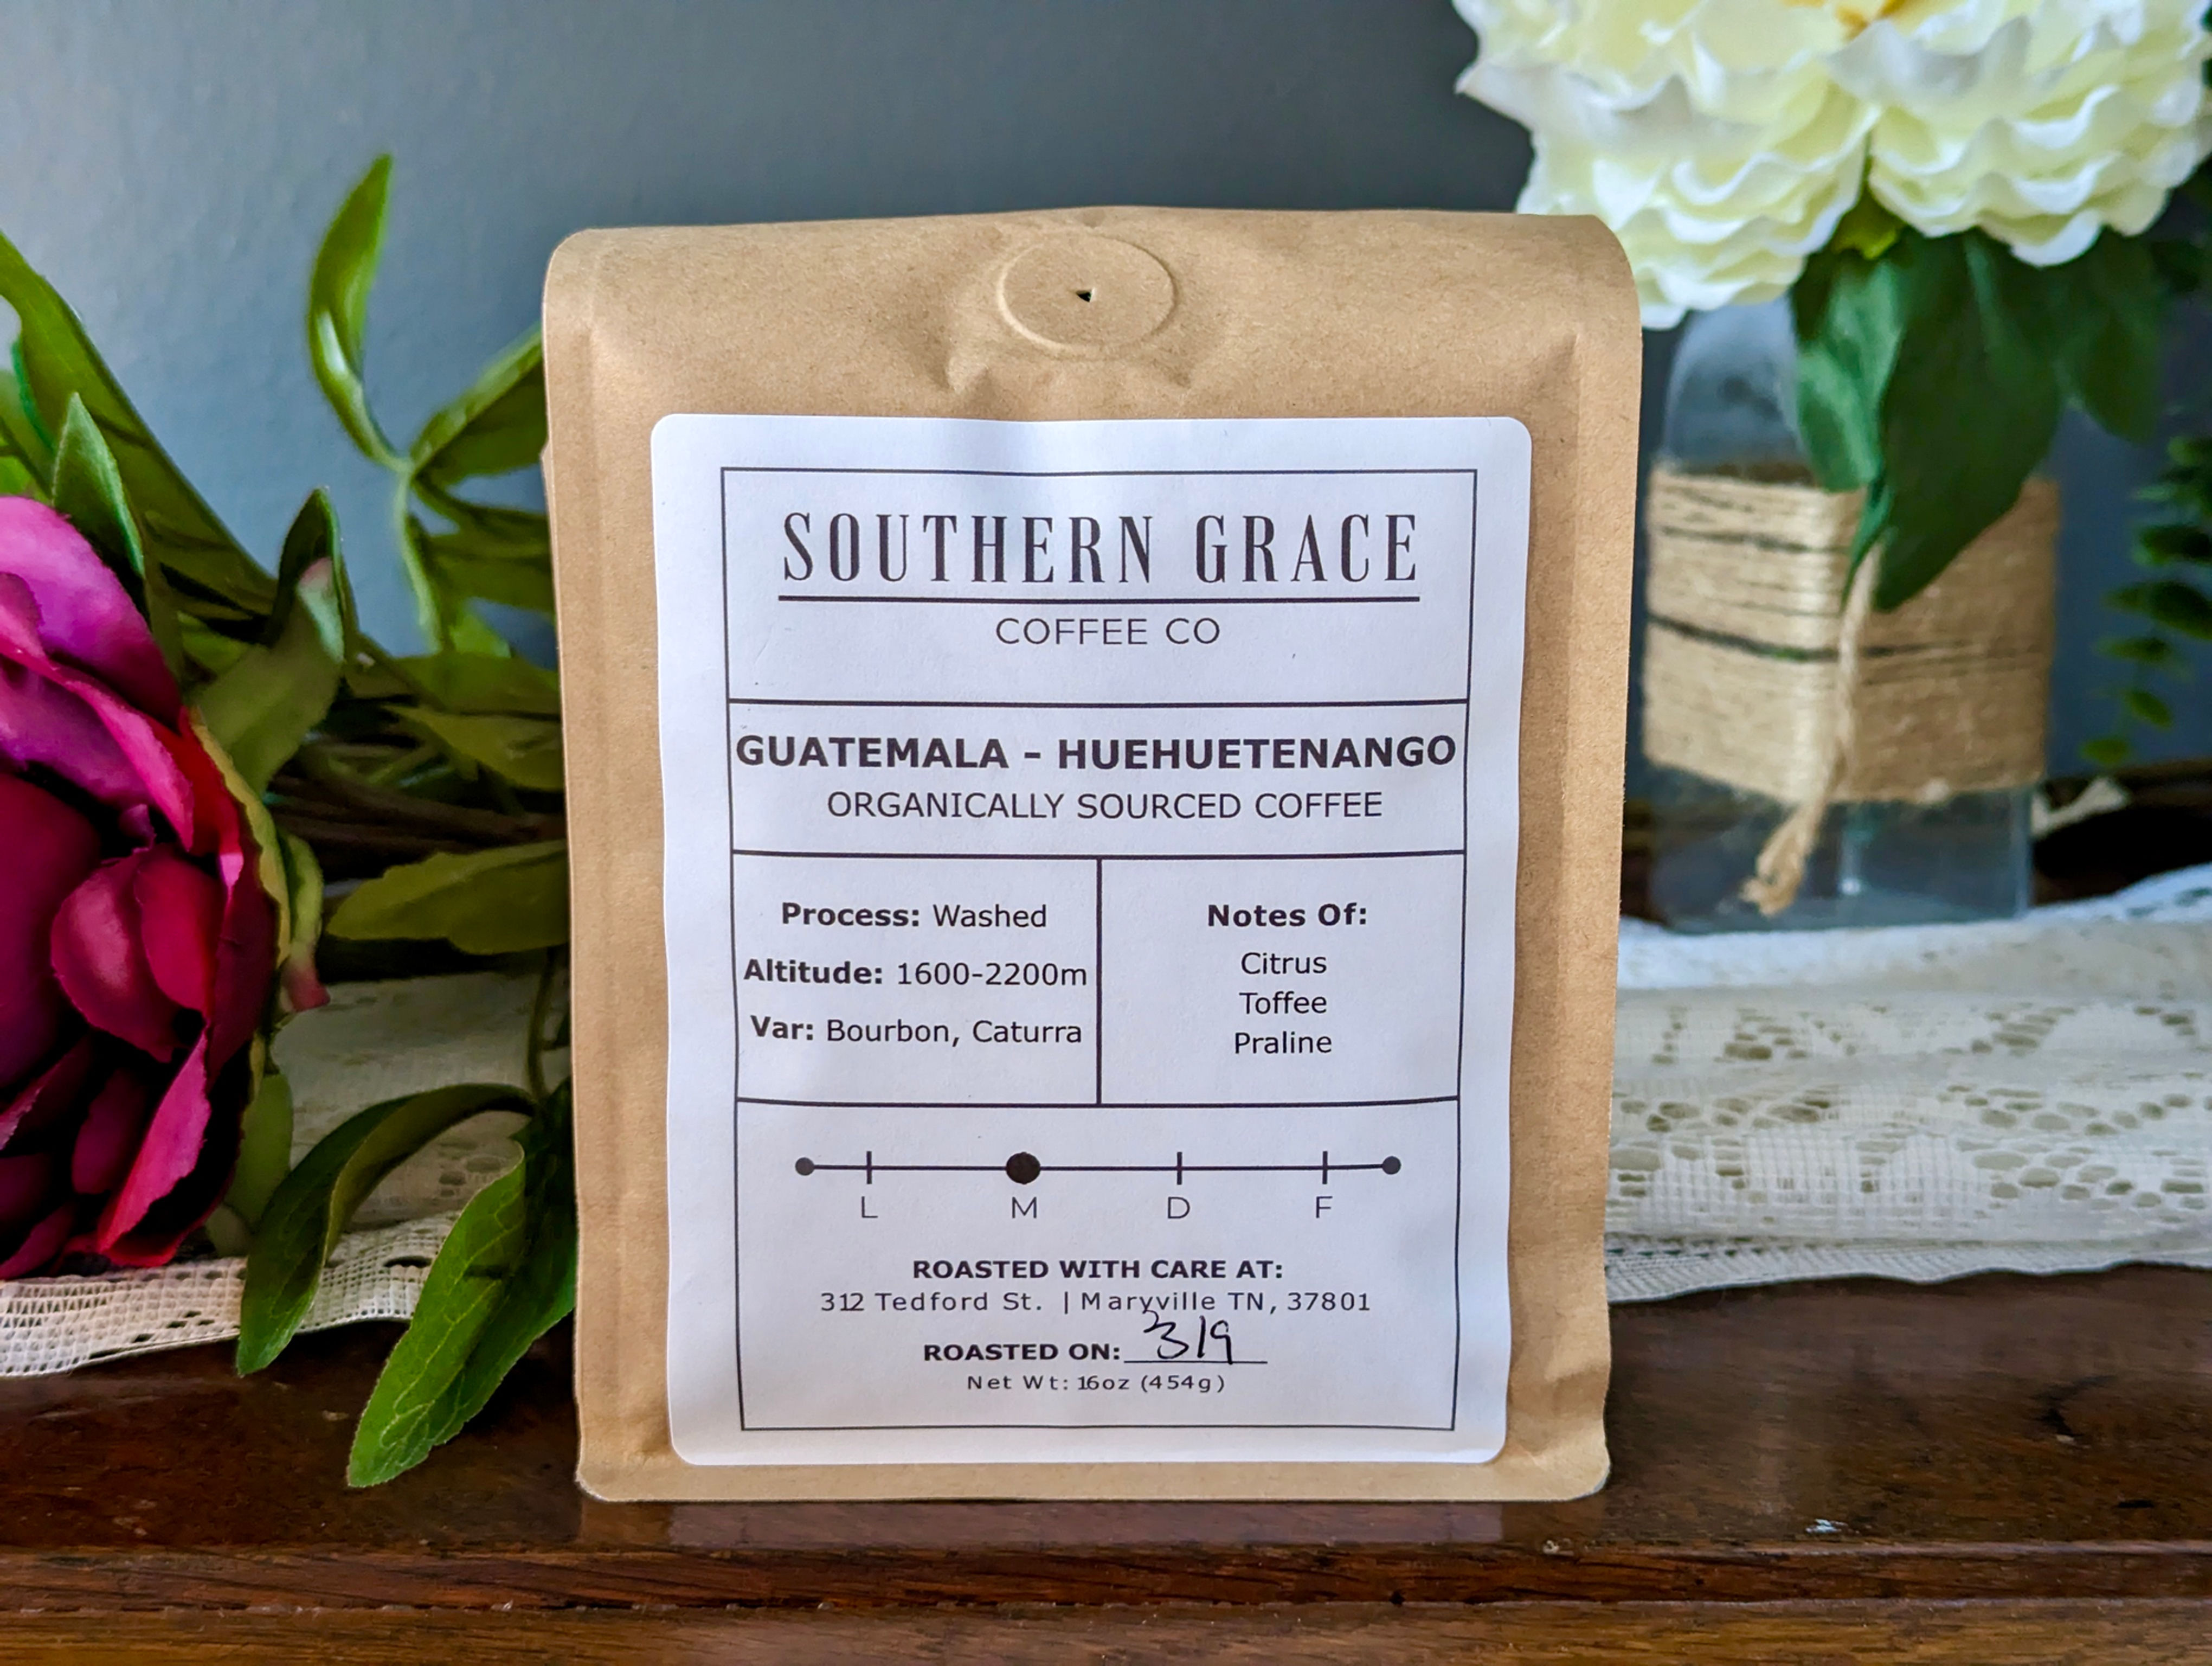 SOUTHERN GRACE
COFFEE CO
GUATEMALA - HUEHUETENANGO
ORGANICALLY SOURCED COFFEE
Process: Washed
Altitude: 1600-2200m
Var: Bourbon, Caturra
Notes Of:
Citrus
Toffee
Praline
L M D F
ROASTED WITH CARE AT:
312 Tedford St. | Maryville TN, 37801
ROASTED ON: 3/9
Net Wt: 16oz (454g)